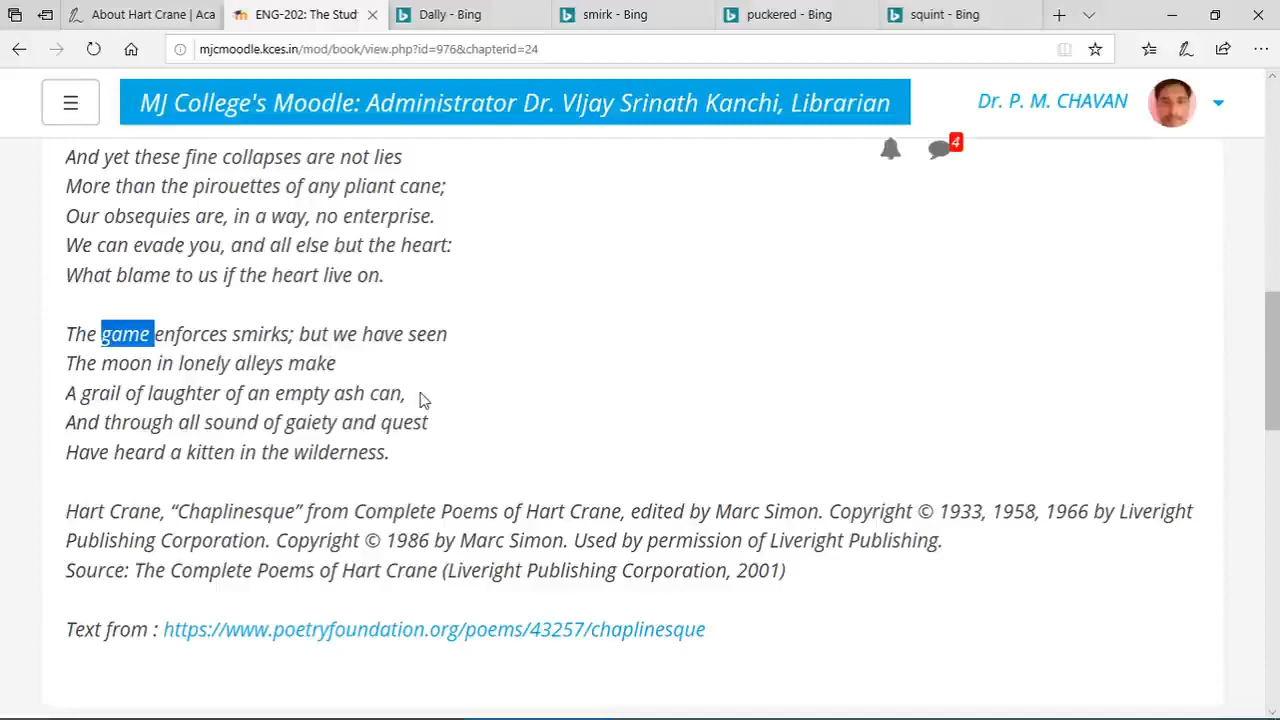 About Hart Crane | Aca
ENG-202: The Stud
Dally - Bing
smirk - Bing
puckered - Bing
squint - Bing
mjcmoodle.kces.in/mod/book/view.php?id=976&chapterid=24
MJ College's Moodle: Administrator Dr. VIjay Srinath Kanchi, Librarian
Dr. P. M. CHAVAN
4
And yet these fine collapses are not lies
More than the pirouettes of any pliant cane;
Our obsequies are, in a way, no enterprise.
We can evade you, and all else but the heart:
What blame to us if the heart live on.
The game enforces smirks; but we have seen
The moon in lonely alleys make
A grail of laughter of an empty ash can,
And through all sound of gaiety and quest
Have heard a kitten in the wilderness.
Hart Crane, “Chaplinesque” from Complete Poems of Hart Crane, edited by Marc Simon. Copyright © 1933, 1958, 1966 by Liveright
Publishing Corporation. Copyright © 1986 by Marc Simon. Used by permission of Liveright Publishing.
Source: The Complete Poems of Hart Crane (Liveright Publishing Corporation, 2001)
Text from : https://www.poetryfoundation.org/poems/43257/chaplinesque